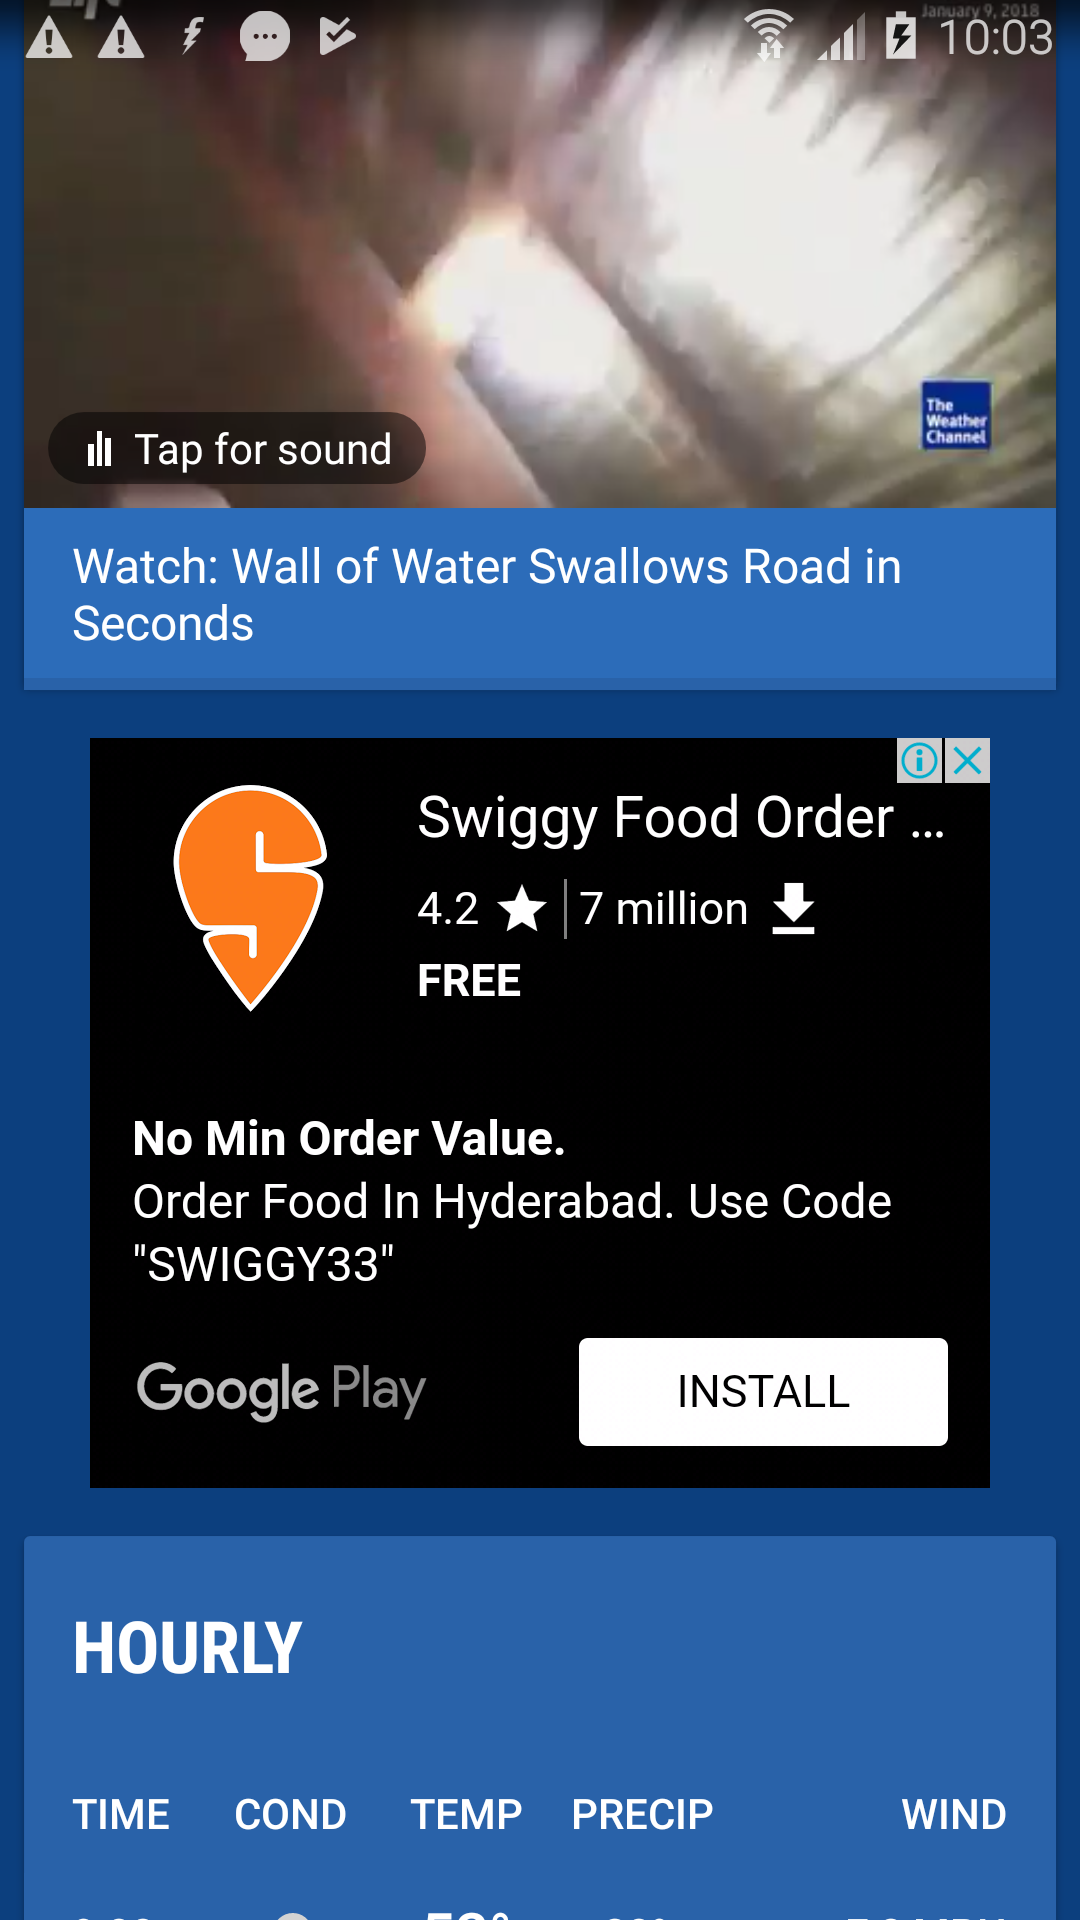 January 9, 2018
10:03
The
Weather
Channel
Tap for sound
Watch: Wall of Water Swallows Road in
Seconds
Swiggy Food Order ...
4.2 7 million
FREE
No Min Order Value.
Order Food In Hyderabad. Use Code
"SWIGGY33"
Google Play
INSTALL
HOURLY
TIME COND TEMP PRECIP WIND